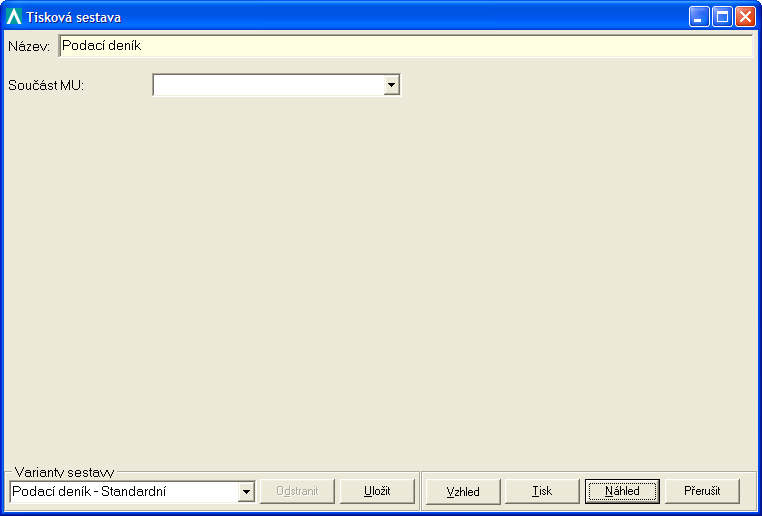 Tisková sestava
Název: Podací deník
Součást MU:
Varianty sestavy
Podací deník - Standardní Odstranit Uložit Vzhled Tisk Náhled Přerušit